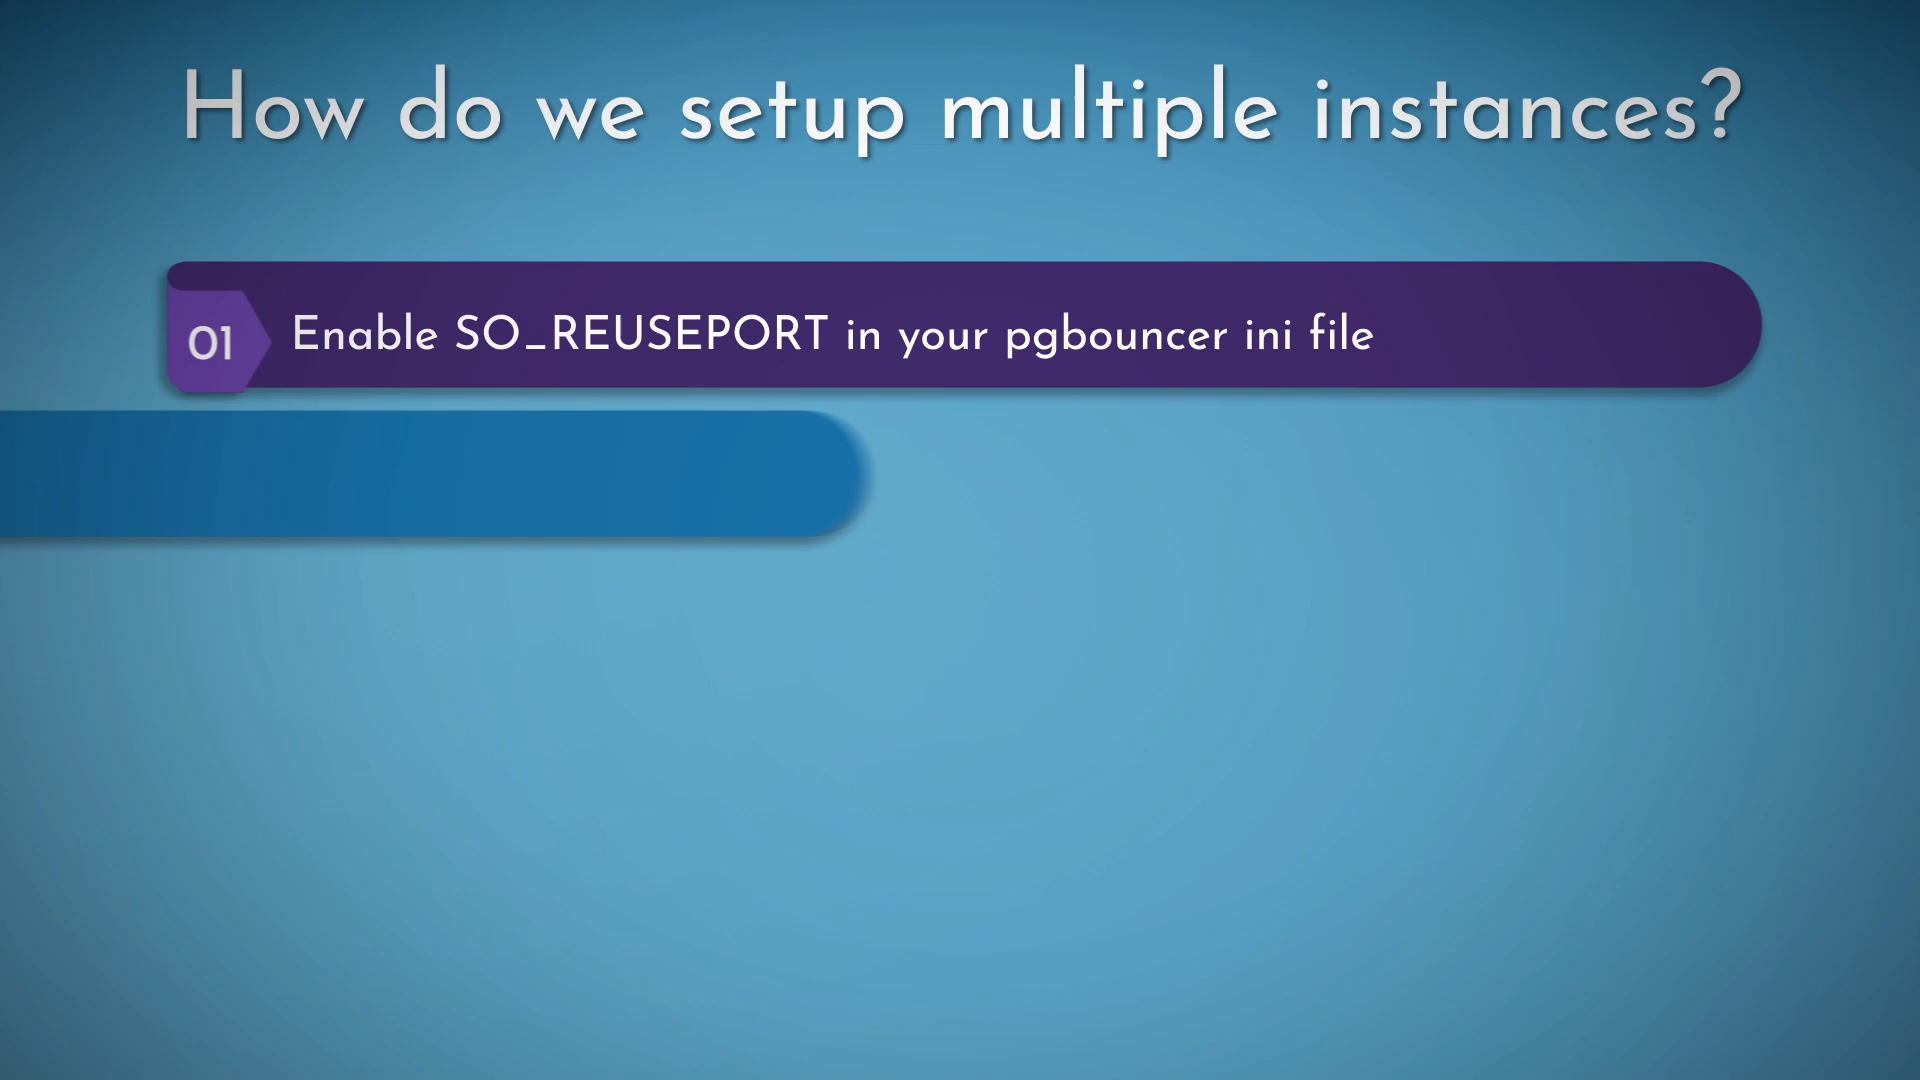 How do we setup multiple instances?
01 Enable SO_REUSEPORT in your pgbouncer ini file